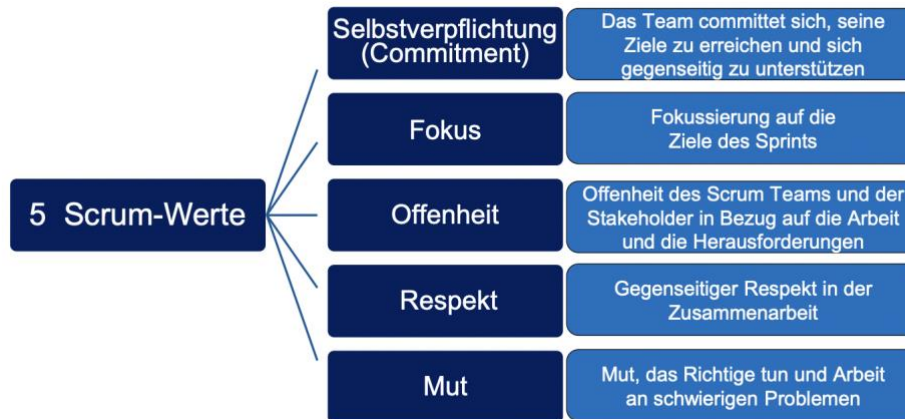 5 Scrum-Werte
Selbstverpflichtung
(Commitment)
Das Team committet sich, seine
Ziele zu erreichen und sich
gegenseitig zu unterstützen
Fokus
Fokussierung auf die
Ziele des Sprints
Offenheit
Offenheit des Scrum Teams und der
Stakeholder in Bezug auf die Arbeit
und die Herausforderungen
Respekt
Gegenseitiger Respekt in der
Zusammenarbeit
Mut
Mut, das Richtige tun und Arbeit
an schwierigen Problemen